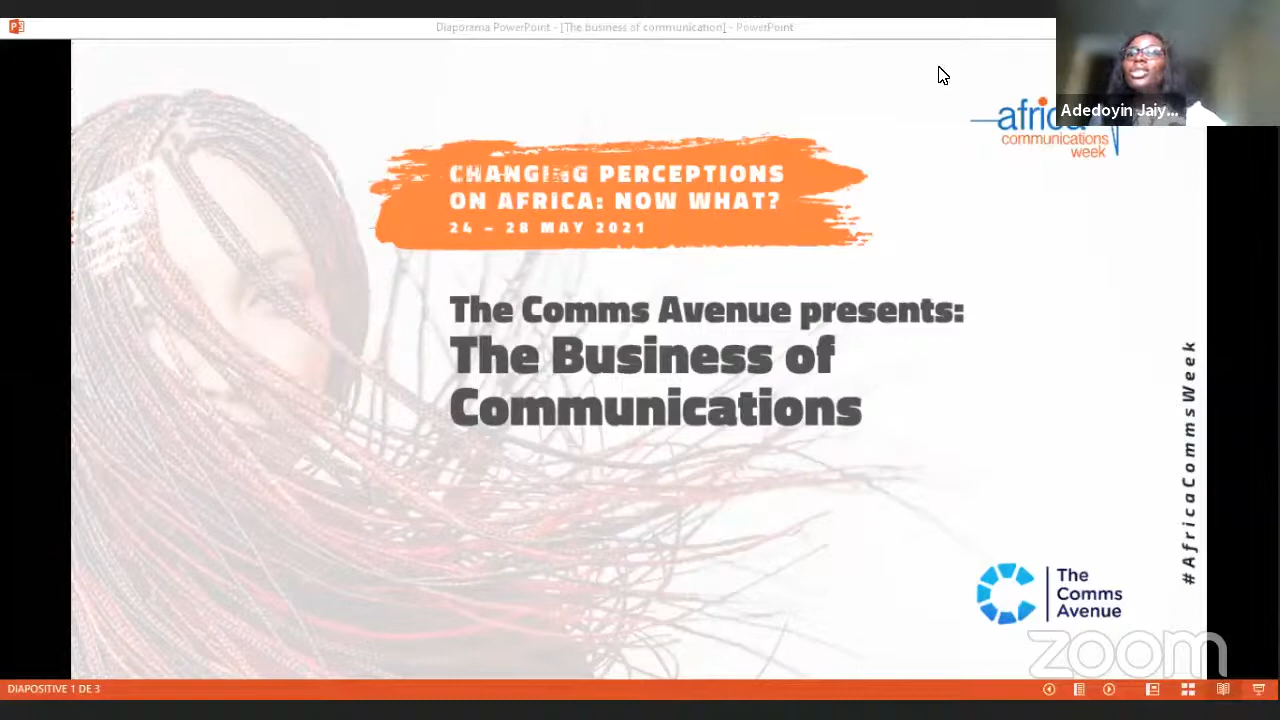 Diaporama PowerPoint - [The business of communication] - PowerPoint
Adedoyin Jaiy...
africa
communications
week
CHANGING PERCEPTIONS
ON AFRICA: NOW WHAT?
24 – 28 MAY 2021
The Comms Avenue presents:
The Business of
Communications
#AfricaCommsWeek
The
Comms
Avenue
zoom
DIAPOSITIVE 1 DE 3